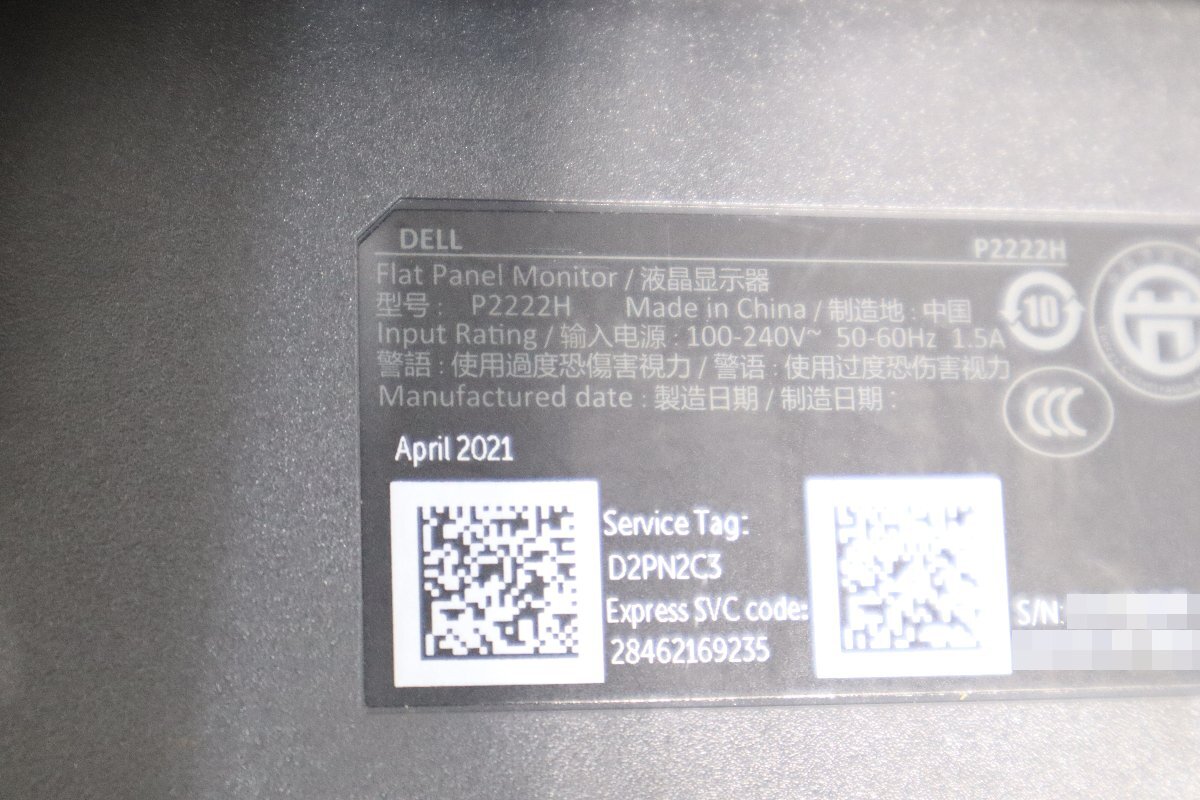 DELL P2222H
Flat Panel Monitor / 液晶显示器
型号 : P2222H Made in China / 制造地 : 中国
Input Rating / 输入电源 : 100-240V~ 50-60Hz 1.5A
警語 : 使用過度恐傷害視力 / 警语 : 使用过度恐伤害视力
Manufactured date : 製造日期 / 制造日期 :
10
CCC
April 2021
Service Tag:
D2PN2C3
Express SVC code:
28462169235
S/N: